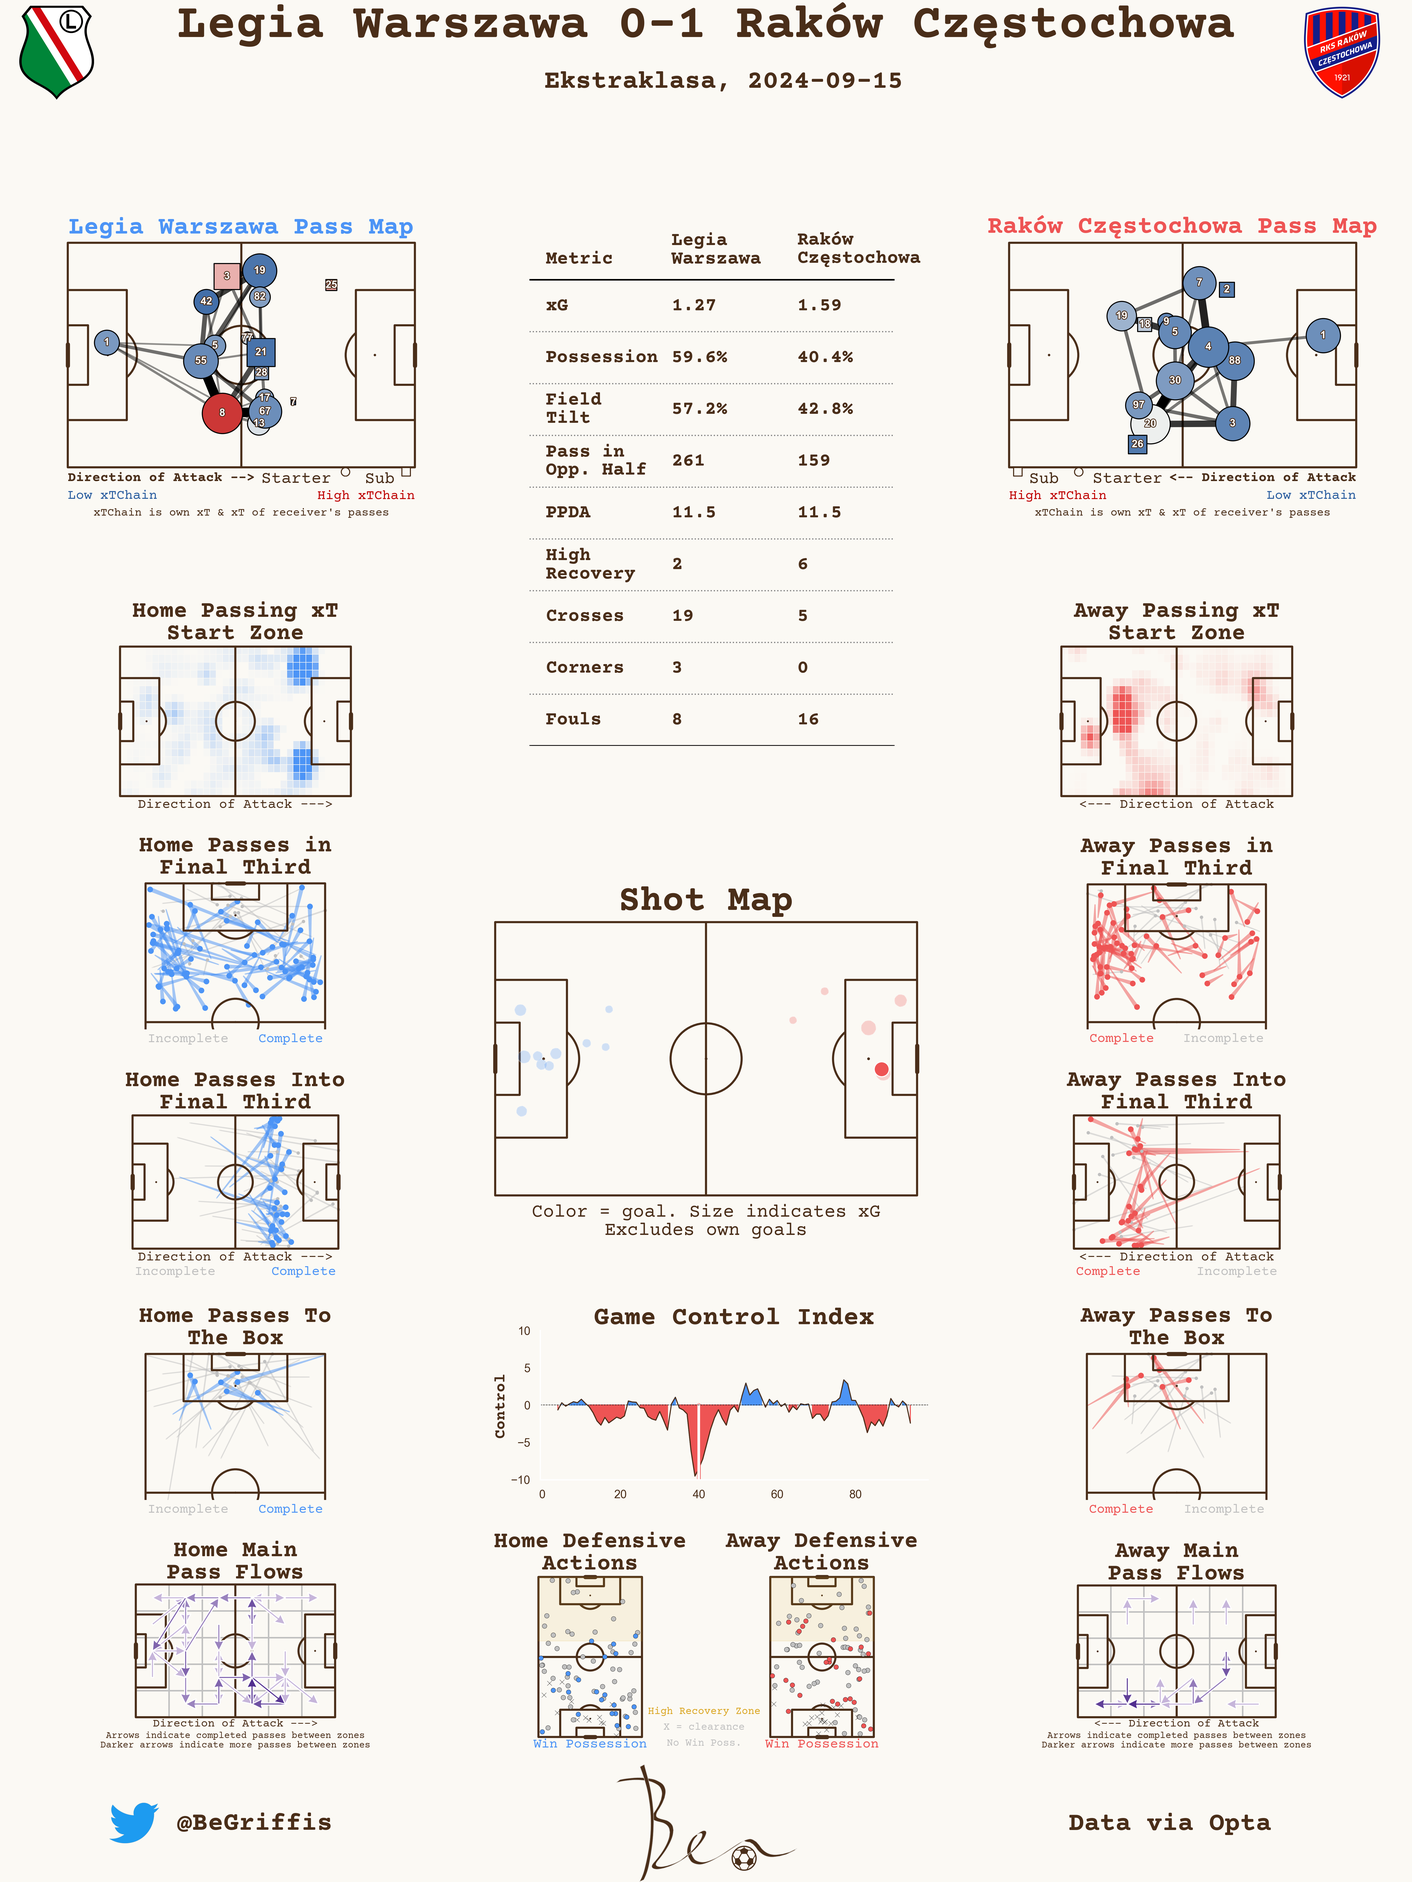 Legia Warszawa 0-1 Raków Częstochowa
Ekstraklasa, 2024-09-15
L
RKS RAKÓW
CZĘSTOCHOWA
1921
Legia Warszawa Pass Map
3
19
25
42
82
1
5
77
21
55
28
17
7
8
67
13
Direction of Attack --> Starter Sub
Low xTChain High xTChain
xTChain is own xT & xT of receiver's passes
Metric Legia Warszawa Raków Częstochowa
xG 1.27 1.59
Possession 59.6% 40.4%
Field Tilt 57.2% 42.8%
Pass in Opp. Half 261 159
PPDA 11.5 11.5
High Recovery 2 6
Crosses 19 5
Corners 3 0
Fouls 8 16
Raków Częstochowa Pass Map
7
2
19
18
9
5
4
1
88
30
97
20
3
26
Sub Starter <-- Direction of Attack
High xTChain Low xTChain
xTChain is own xT & xT of receiver's passes
Home Passing xT
Start Zone
Direction of Attack --->
Away Passing xT
Start Zone
<--- Direction of Attack
Home Passes in
Final Third
Incomplete Complete
Away Passes in
Final Third
Complete Incomplete
Shot Map
Color = goal. Size indicates xG
Excludes own goals
Home Passes Into
Final Third
Direction of Attack --->
Incomplete Complete
Away Passes Into
Final Third
<--- Direction of Attack
Complete Incomplete
Home Passes To
The Box
Incomplete Complete
Game Control Index
Control
10
5
0
−5
−10
0 20 40 60 80
Away Passes To
The Box
Complete Incomplete
Home Main
Pass Flows
Direction of Attack --->
Arrows indicate completed passes between zones
Darker arrows indicate more passes between zones
Home Defensive
Actions
Win Possession
Away Defensive
Actions
Win Possession
High Recovery Zone
X = clearance
No Win Poss.
Away Main
Pass Flows
<--- Direction of Attack
Arrows indicate completed passes between zones
Darker arrows indicate more passes between zones
@BeGriffis
Ben
Data via Opta